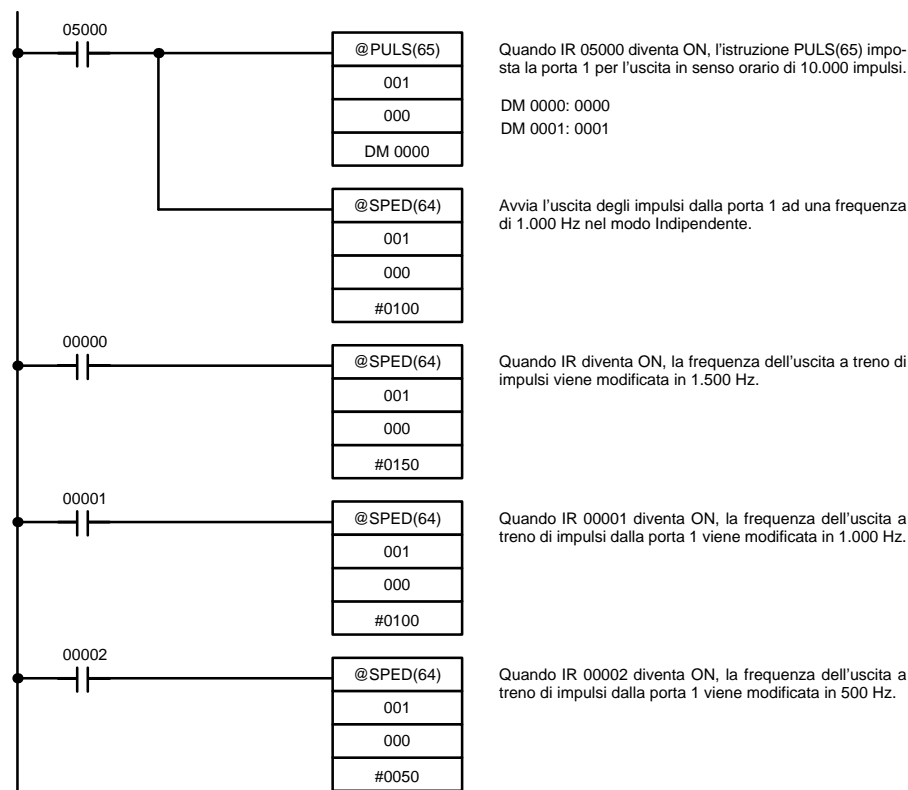 05000
@PULS(65)
001
000
DM 0000
Quando IR 05000 diventa ON, l'istruzione PULS(65) impo-
sta la porta 1 per l'uscita in senso orario di 10.000 impulsi.
DM 0000: 0000
DM 0001: 0001
@SPED(64)
001
000
#0100
Avvia l'uscita degli impulsi dalla porta 1 ad una frequenza
di 1.000 Hz nel modo Indipendente.
00000
@SPED(64)
001
000
#0150
Quando IR diventa ON, la frequenza dell'uscita a treno di
impulsi viene modificata in 1.500 Hz.
00001
@SPED(64)
001
000
#0100
Quando IR 00001 diventa ON, la frequenza dell'uscita a
treno di impulsi dalla porta 1 viene modificata in 1.000 Hz.
00002
@SPED(64)
001
000
#0050
Quando IR 00002 diventa ON, la frequenza dell'uscita a
treno di impulsi dalla porta 1 viene modificata in 500 Hz.